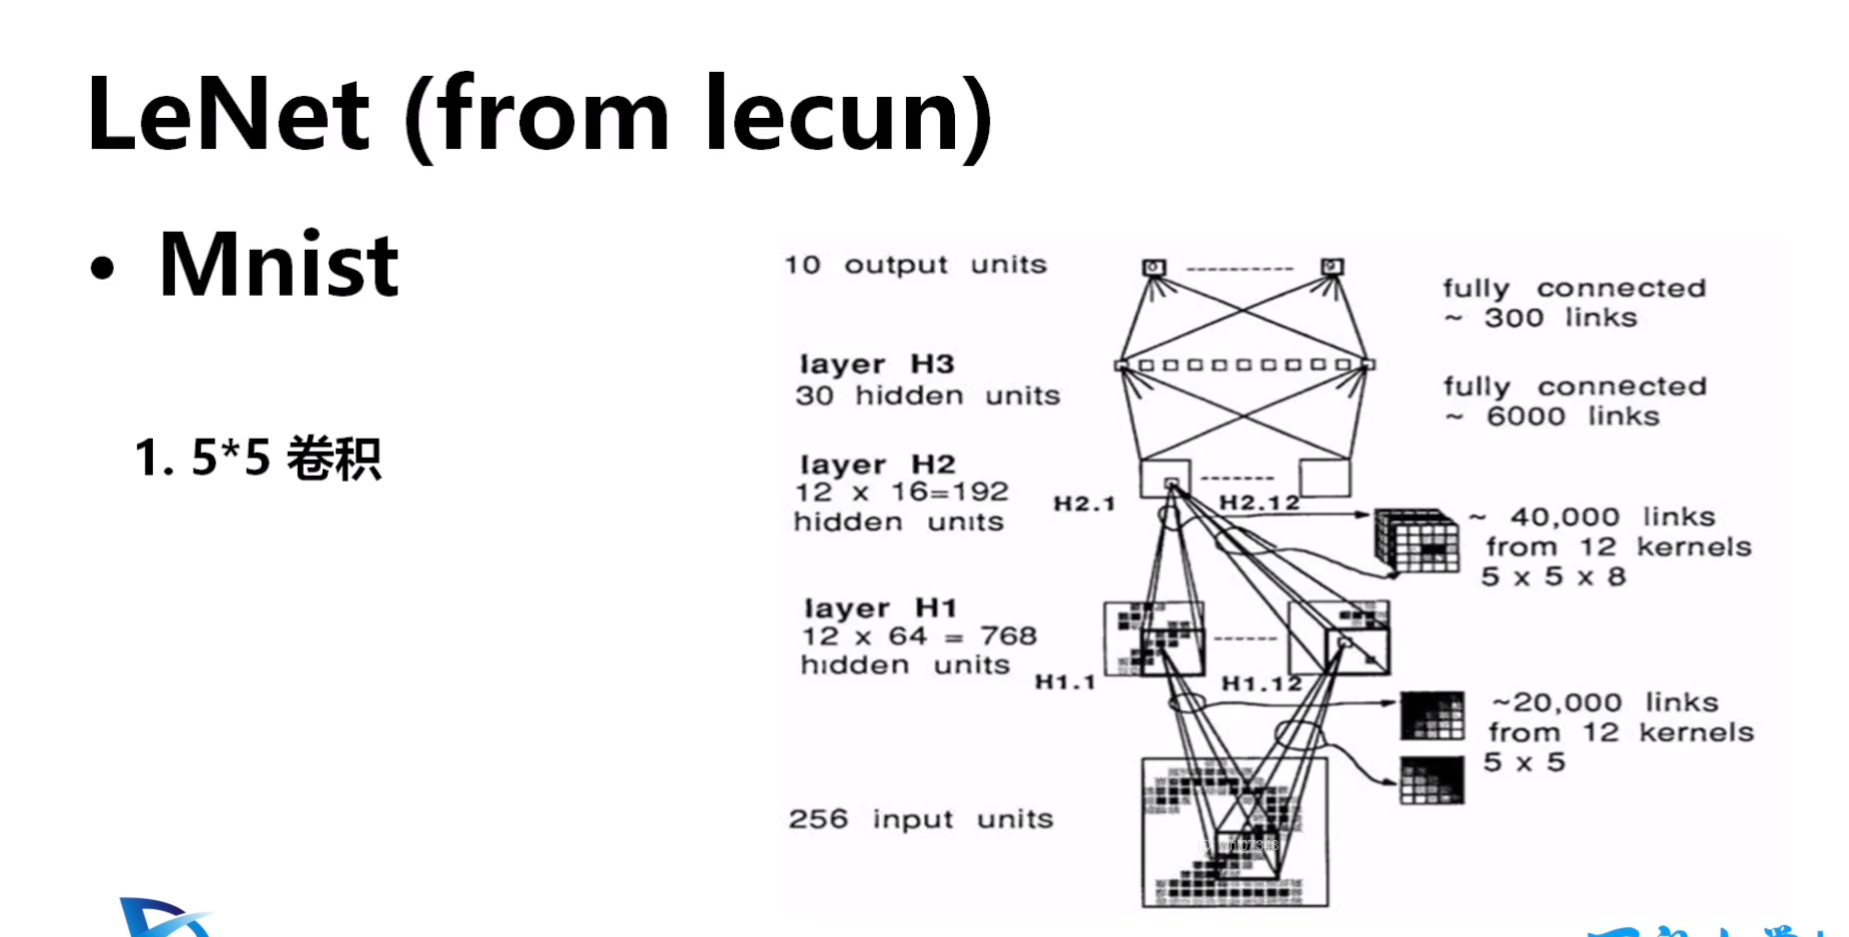 LeNet (from lecun)
• Mnist
1. 5*5 卷积
10 output units
fully connected
~ 300 links
layer H3
30 hidden units
fully connected
~ 6000 links
layer H2
12 x 16=192
hidden units
H2.1
H2.12
~ 40,000 links
from 12 kernels
5 x 5 x 8
layer H1
12 x 64 = 768
hidden units
H1.1
H1.12
~20,000 links
from 12 kernels
5 x 5
256 input units